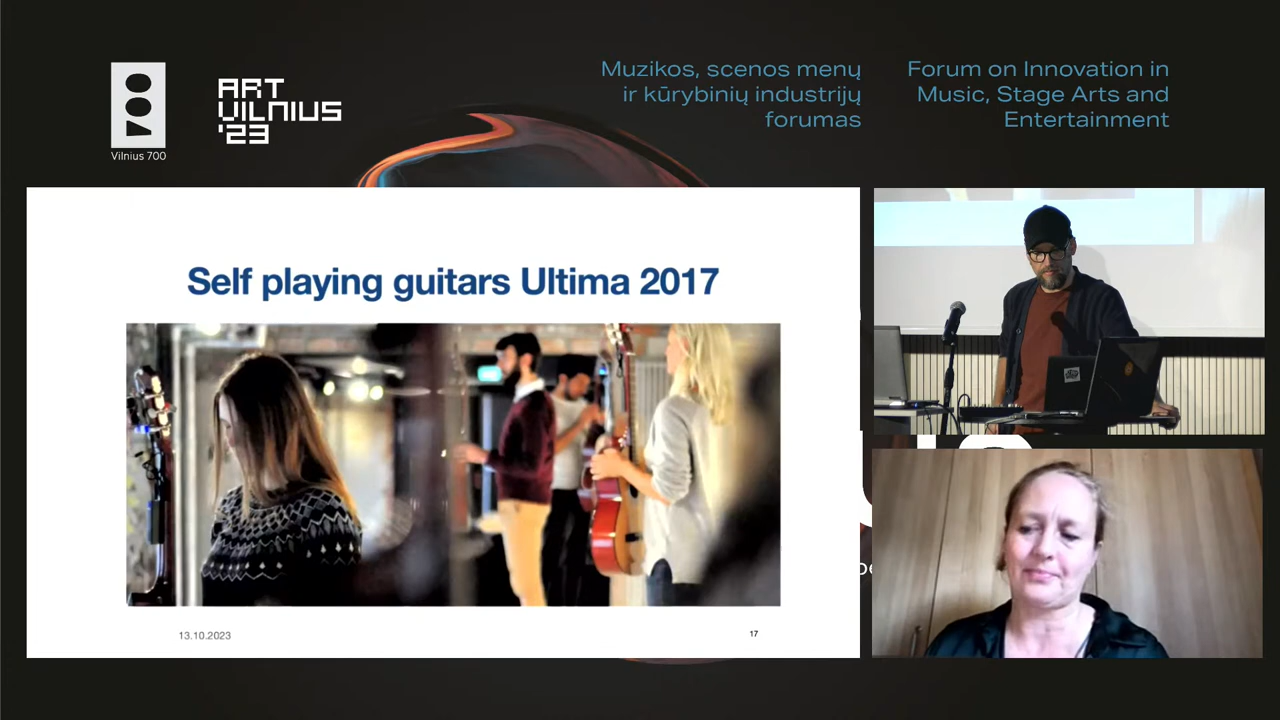 Vilnius 700
ART
VILNIUS
'23
Muzikos, scenos menų
ir kūrybinių industrijų
forumas
Forum on Innovation in
Music, Stage Arts and
Entertainment
Self playing guitars Ultima 2017
13.10.2023
17